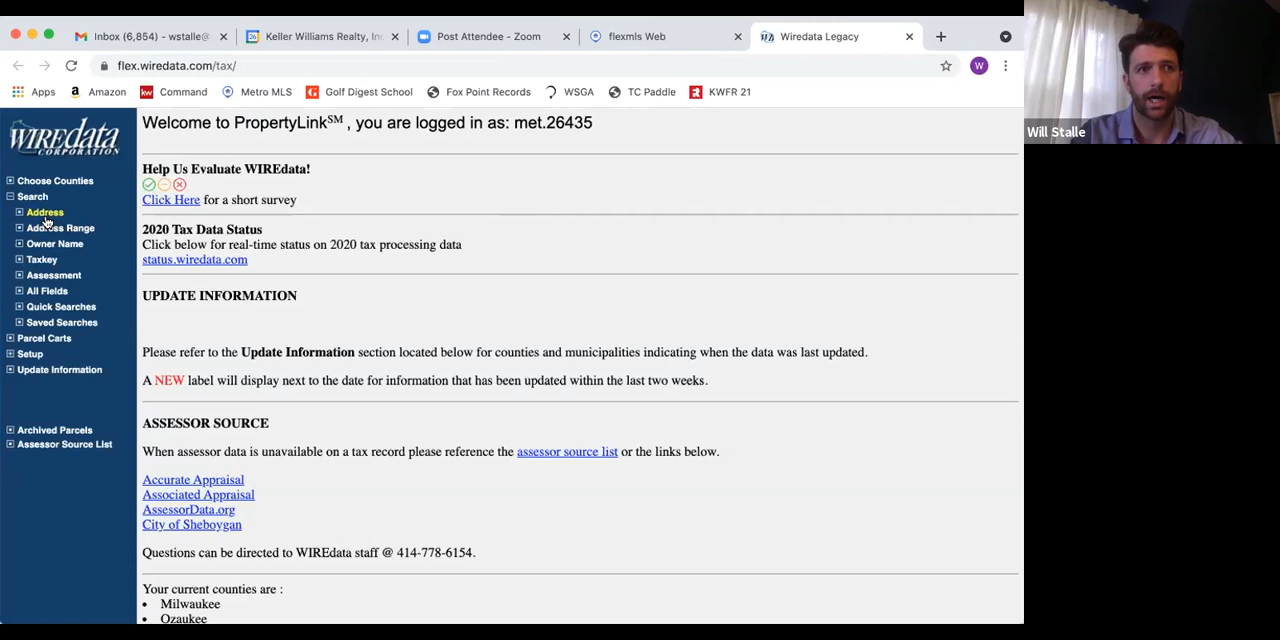 Inbox (6,854) - wstalle@
Keller Williams Realty, Inc
Post Attendee - Zoom
flexmls Web
Wiredata Legacy
flex.wiredata.com/tax/
W
Apps
Amazon
kw Command
Metro MLS
Golf Digest School
Fox Point Records
WSGA
TC Paddle
KWFR 21
WIREdata
CORPORATION
Choose Counties
Search
Address
Address Range
Owner Name
Taxkey
Assessment
All Fields
Quick Searches
Saved Searches
Parcel Carts
Setup
Update Information
Archived Parcels
Assessor Source List
Welcome to PropertyLink℠ , you are logged in as: met.26435
Help Us Evaluate WIREdata!
Click Here for a short survey
2020 Tax Data Status
Click below for real-time status on 2020 tax processing data
status.wiredata.com
UPDATE INFORMATION
Please refer to the Update Information section located below for counties and municipalities indicating when the data was last updated.
A NEW label will display next to the date for information that has been updated within the last two weeks.
ASSESSOR SOURCE
When assessor data is unavailable on a tax record please reference the assessor source list or the links below.
Accurate Appraisal
Associated Appraisal
AssessorData.org
City of Sheboygan
Questions can be directed to WIREdata staff @ 414-778-6154.
Your current counties are :
• Milwaukee
• Ozaukee
Will Stalle